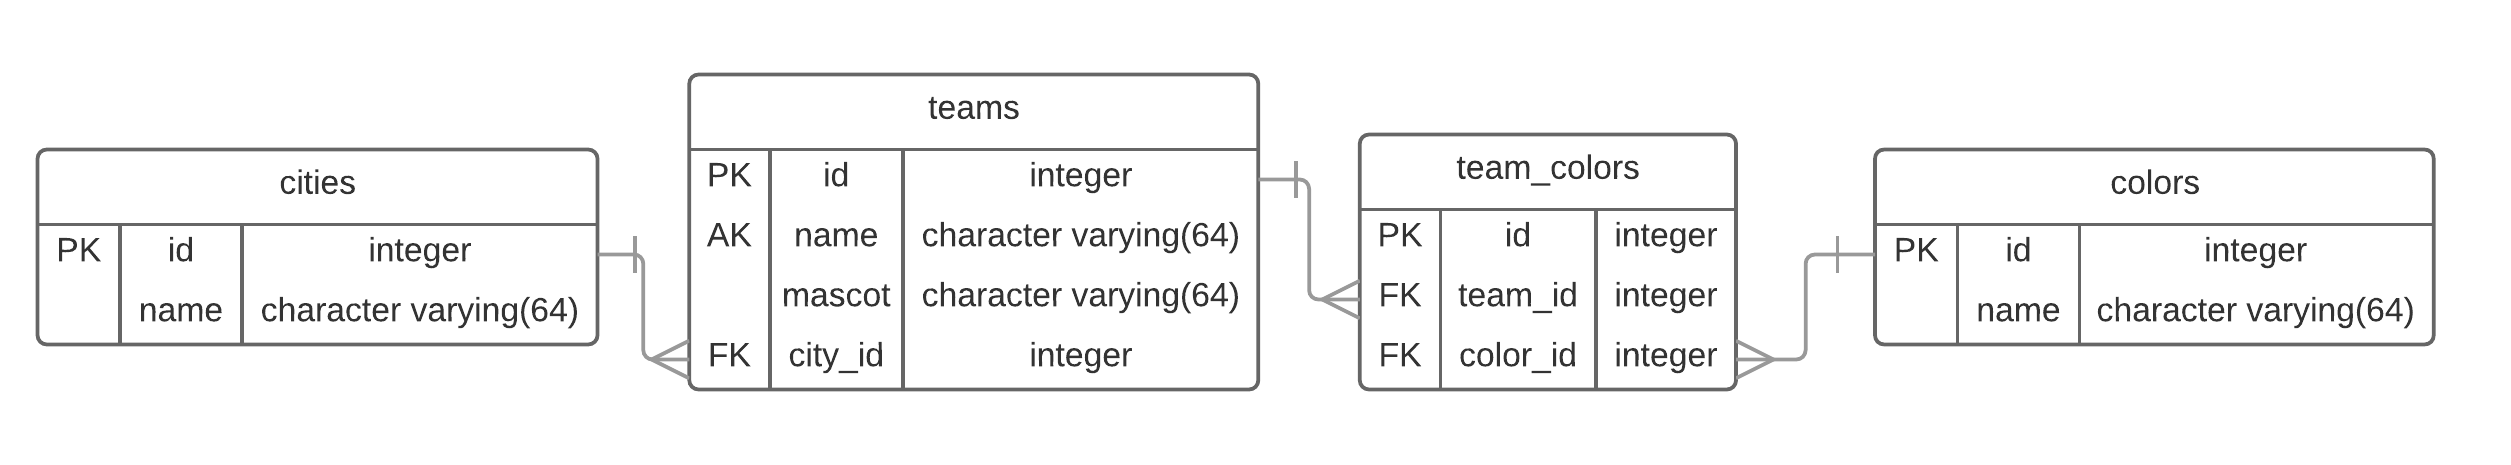 cities
PK id integer
name character varying(64)
teams
PK id integer
AK name character varying(64)
mascot character varying(64)
FK city_id integer
team_colors
PK id integer
FK team_id integer
FK color_id integer
colors
PK id integer
name character varying(64)